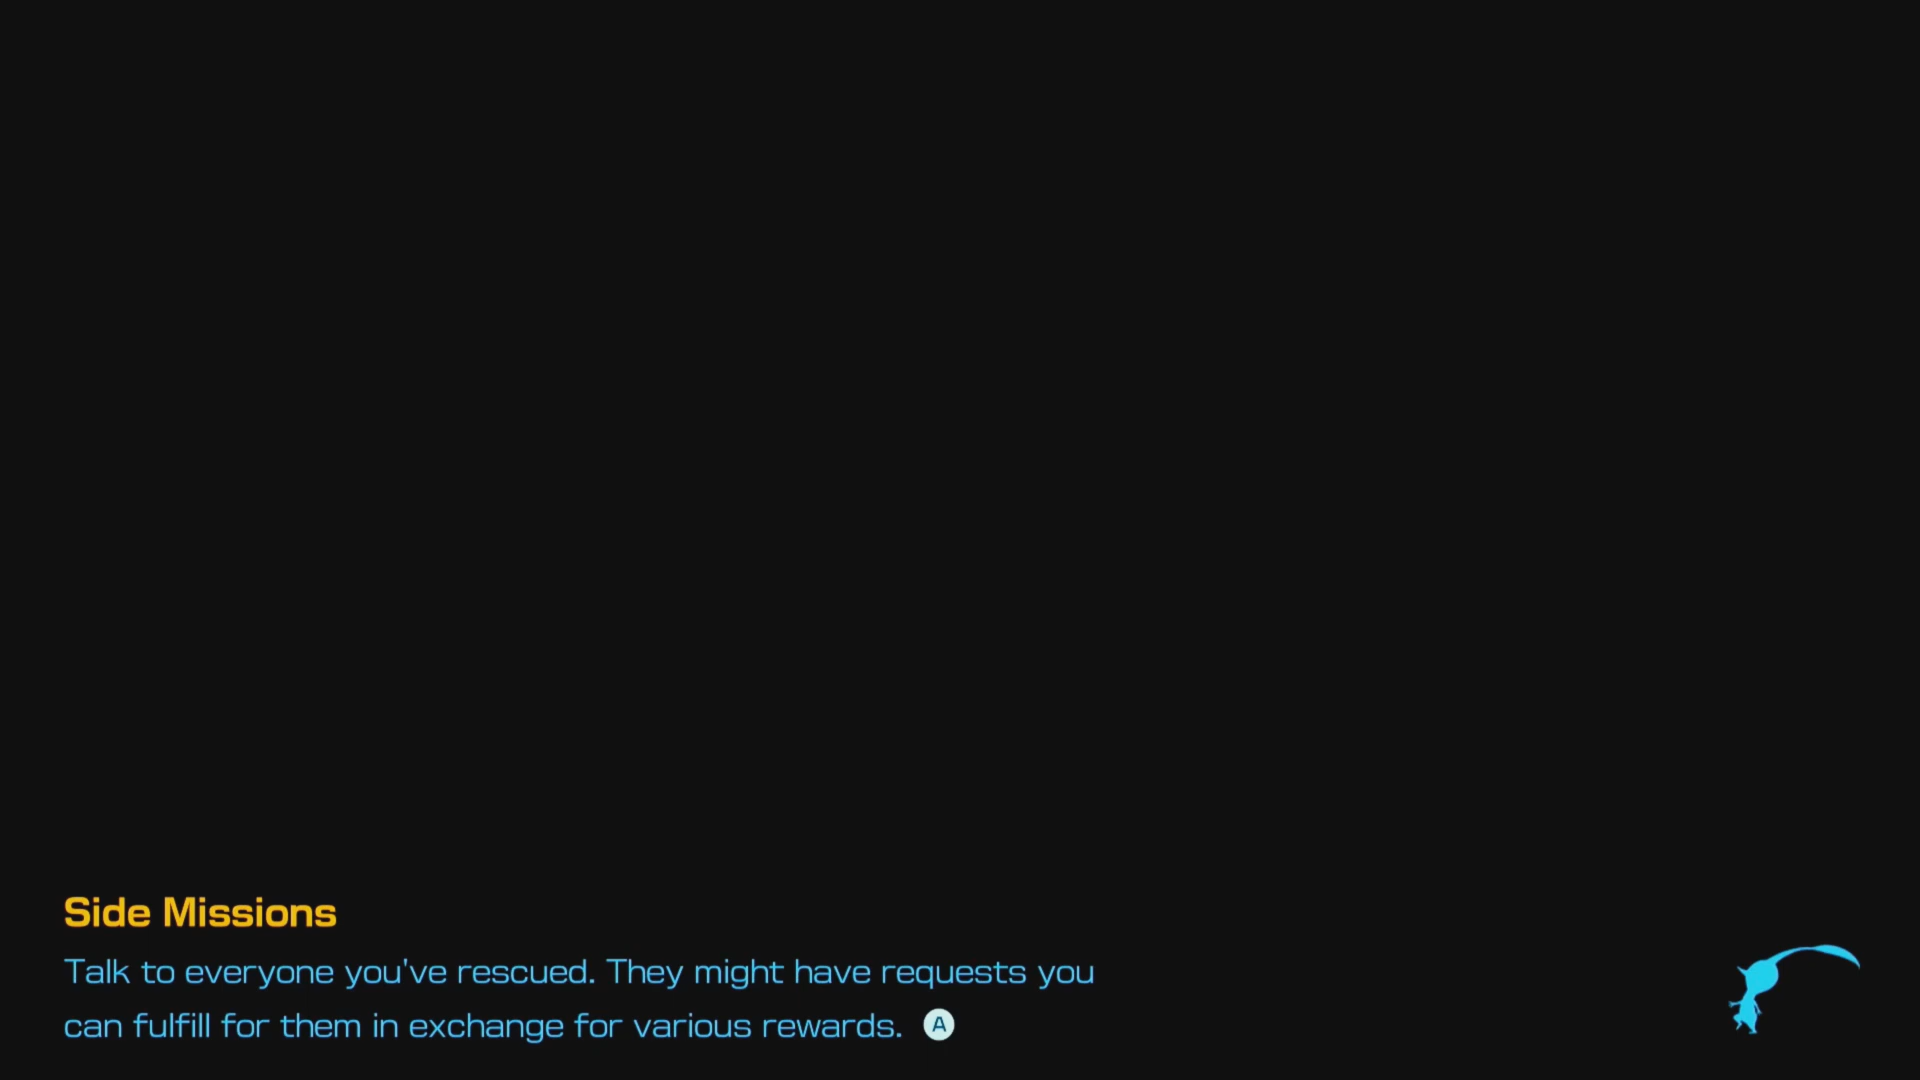 Side Missions
Talk to everyone you've rescued. They might have requests you
can fulfill for them in exchange for various rewards. A